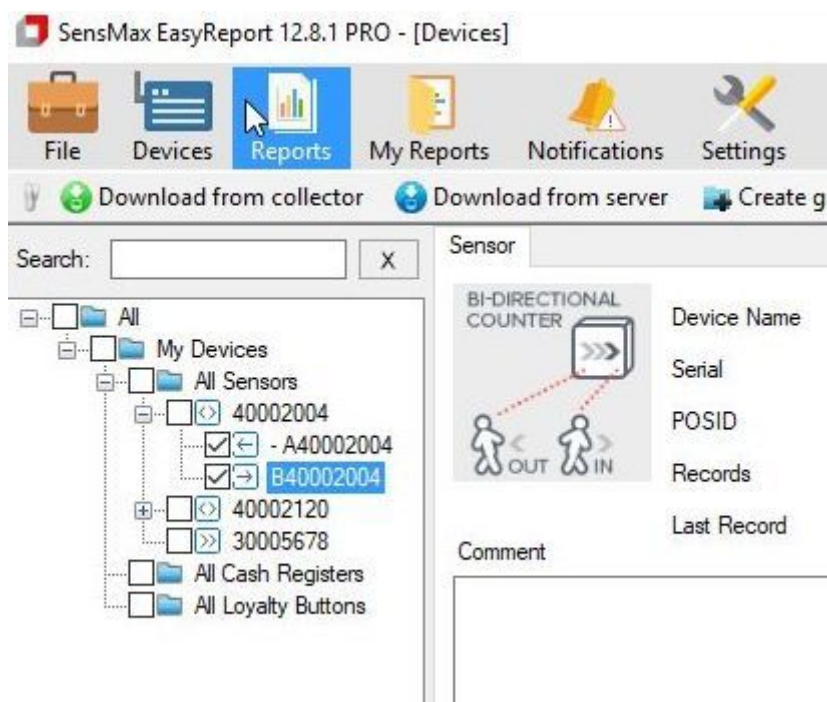 SensMax EasyReport 12.8.1 PRO - [Devices]
File Devices Reports My Reports Notifications Settings
Download from collector Download from server Create g
Search: X
All
My Devices
All Sensors
40002004
- A40002004
B40002004
40002120
30005678
All Cash Registers
All Loyalty Buttons
Sensor
BI-DIRECTIONAL
COUNTER
OUT IN
Device Name
Serial
POSID
Records
Last Record
Comment